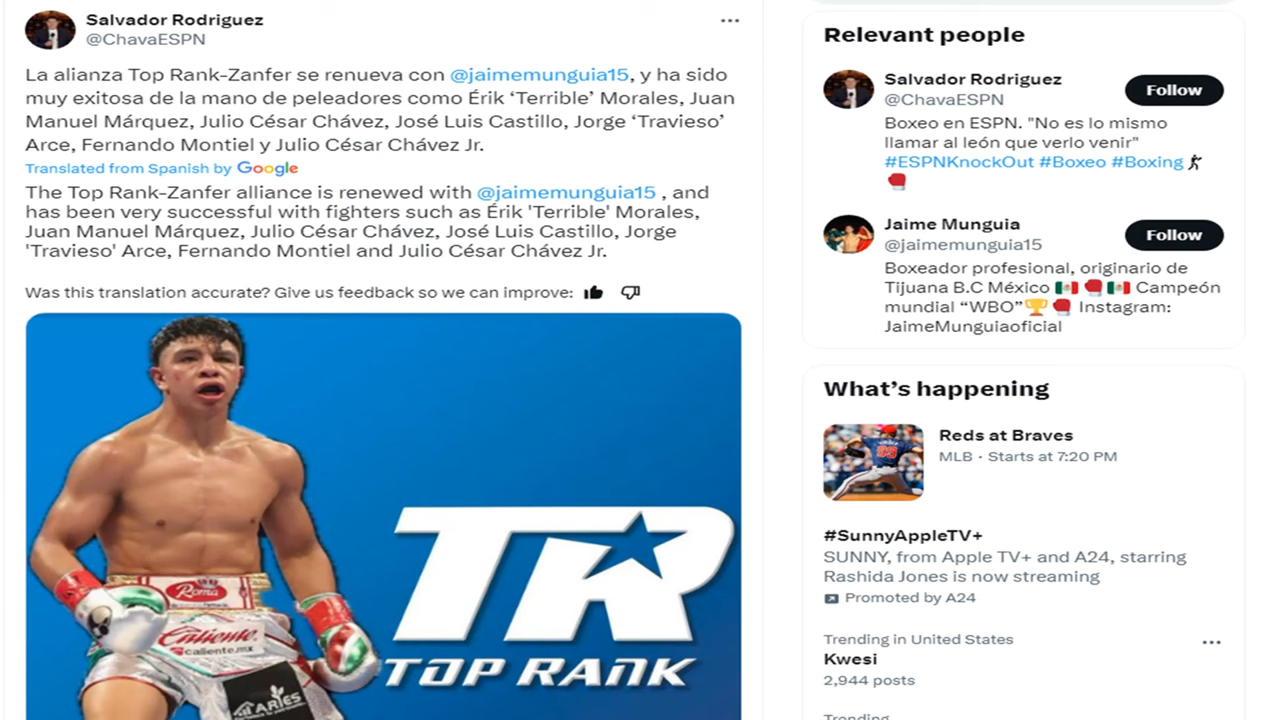 Salvador Rodriguez
@ChavaESPN
La alianza Top Rank-Zanfer se renueva con @jaimemunguia15, y ha sido
muy exitosa de la mano de peleadores como Érik ‘Terrible’ Morales, Juan
Manuel Márquez, Julio César Chávez, José Luis Castillo, Jorge ‘Travieso’
Arce, Fernando Montiel y Julio César Chávez Jr.
Translated from Spanish by Google
The Top Rank-Zanfer alliance is renewed with @jaimemunguia15 , and
has been very successful with fighters such as Érik 'Terrible' Morales,
Juan Manuel Márquez, Julio César Chávez, José Luis Castillo, Jorge
'Travieso' Arce, Fernando Montiel and Julio César Chávez Jr.
Was this translation accurate? Give us feedback so we can improve:
Roma
Caliente.
caliente.mx
ARIES
TR
TOP RANK
Relevant people
Salvador Rodriguez
@ChavaESPN
Follow
Boxeo en ESPN. "No es lo mismo
llamar al león que verlo venir"
#ESPNKnockOut #Boxeo #Boxing
Jaime Munguia
@jaimemunguia15
Follow
Boxeador profesional, originario de
Tijuana B.C México Campeón
mundial “WBO” Instagram:
JaimeMunguiaoficial
What’s happening
Reds at Braves
MLB · Starts at 7:20 PM
#SunnyAppleTV+
SUNNY, from Apple TV+ and A24, starring
Rashida Jones is now streaming
Promoted by A24
Trending in United States
Kwesi
2,944 posts
Trending